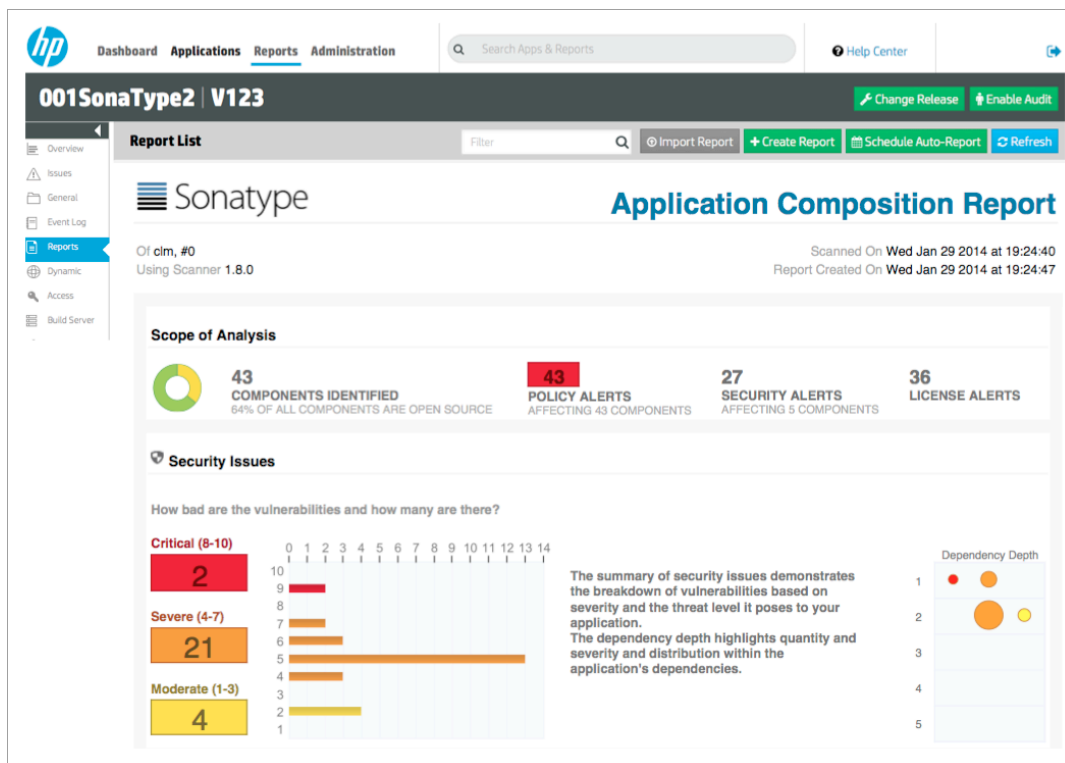 hp
Dashboard Applications Reports Administration
Search Apps & Reports
Help Center
001SonaType2 | V123
Change Release
Enable Audit
Report List
Filter
Import Report
Create Report
Schedule Auto-Report
Refresh
Overview
Issues
General
Event Log
Reports
Dynamic
Access
Build Server
Sonatype
Application Composition Report
Of clm, #0
Scanned On Wed Jan 29 2014 at 19:24:40
Using Scanner 1.8.0
Report Created On Wed Jan 29 2014 at 19:24:47
Scope of Analysis
43
COMPONENTS IDENTIFIED
64% OF ALL COMPONENTS ARE OPEN SOURCE
43
POLICY ALERTS
AFFECTING 43 COMPONENTS
27
SECURITY ALERTS
AFFECTING 5 COMPONENTS
36
LICENSE ALERTS
Security Issues
How bad are the vulnerabilities and how many are there?
Critical (8-10)
2
Severe (4-7)
21
Moderate (1-3)
4
0 1 2 3 4 5 6 7 8 9 10 11 12 13 14
10
9
8
7
6
5
4
3
2
1
The summary of security issues demonstrates
the breakdown of vulnerabilities based on
severity and the threat level it poses to your
application.
The dependency depth highlights quantity and
severity and distribution within the
application's dependencies.
Dependency Depth
1
2
3
4
5